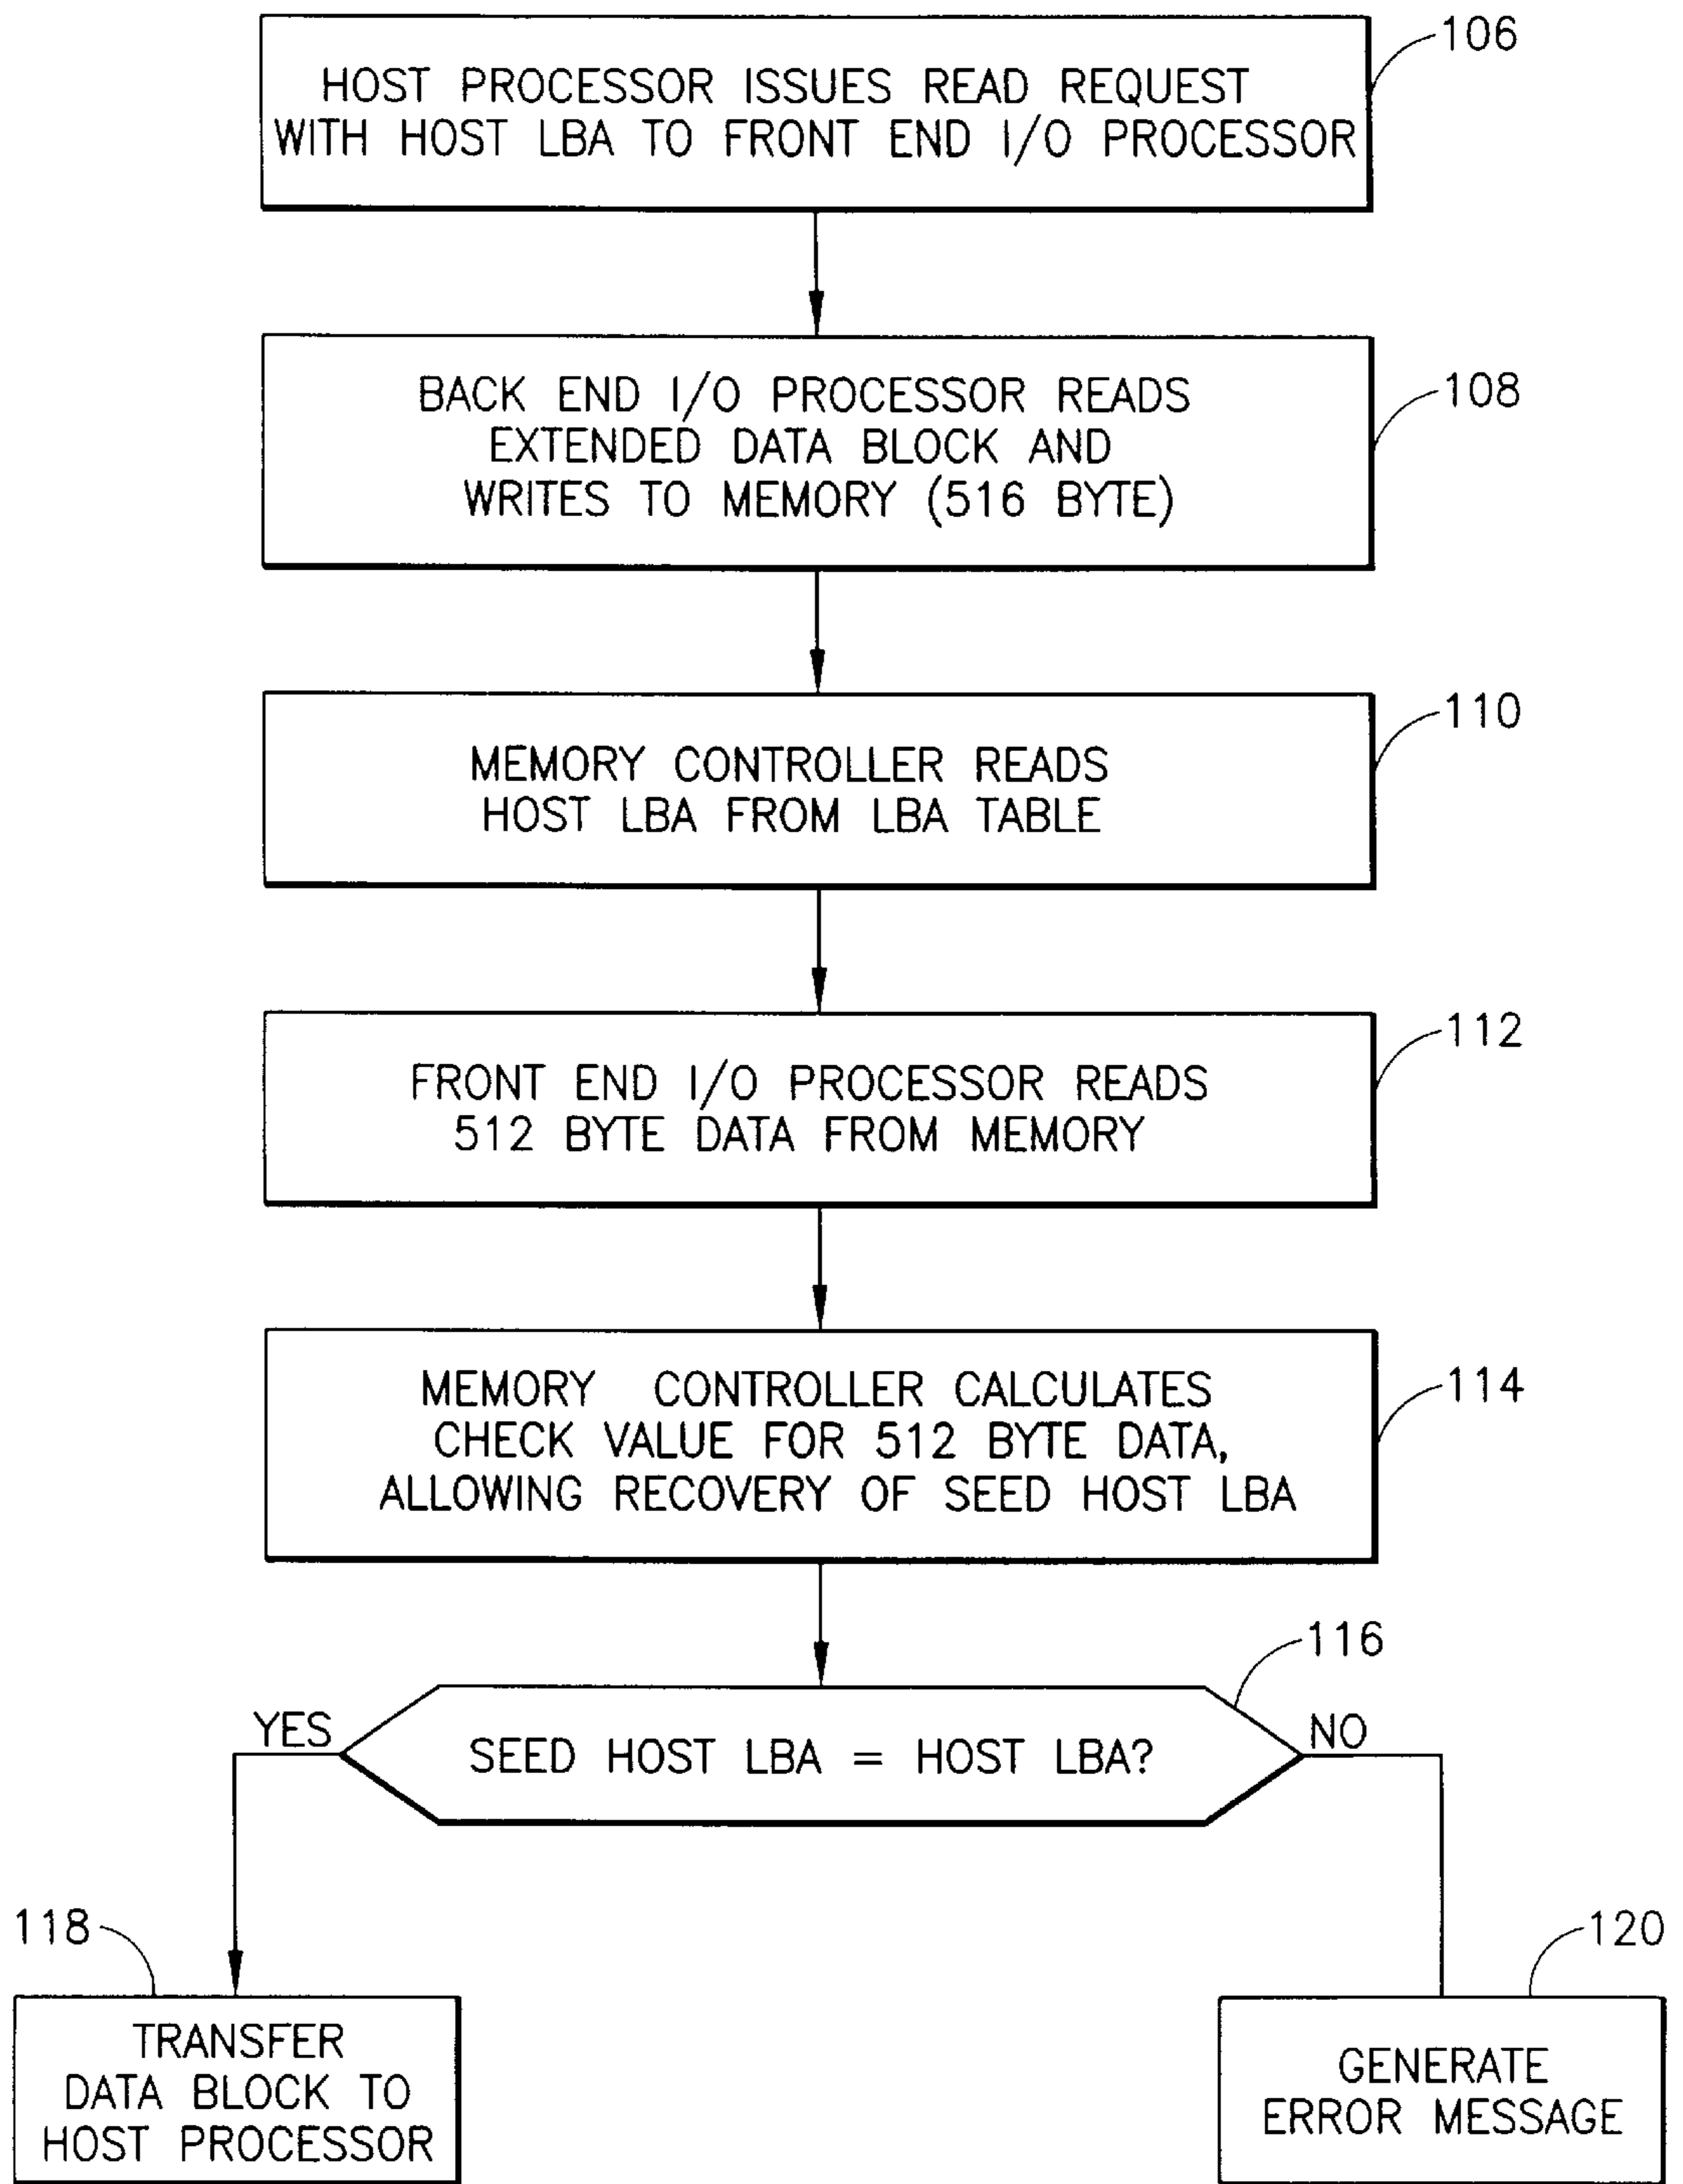 106
HOST PROCESSOR ISSUES READ REQUEST
WITH HOST LBA TO FRONT END I/O PROCESSOR
108
BACK END I/O PROCESSOR READS
EXTENDED DATA BLOCK AND
WRITES TO MEMORY (516 BYTE)
110
MEMORY CONTROLLER READS
HOST LBA FROM LBA TABLE
112
FRONT END I/O PROCESSOR READS
512 BYTE DATA FROM MEMORY
114
MEMORY CONTROLLER CALCULATES
CHECK VALUE FOR 512 BYTE DATA,
ALLOWING RECOVERY OF SEED HOST LBA
116
YES
SEED HOST LBA = HOST LBA?
NO
118
TRANSFER
DATA BLOCK TO
HOST PROCESSOR
120
GENERATE
ERROR MESSAGE